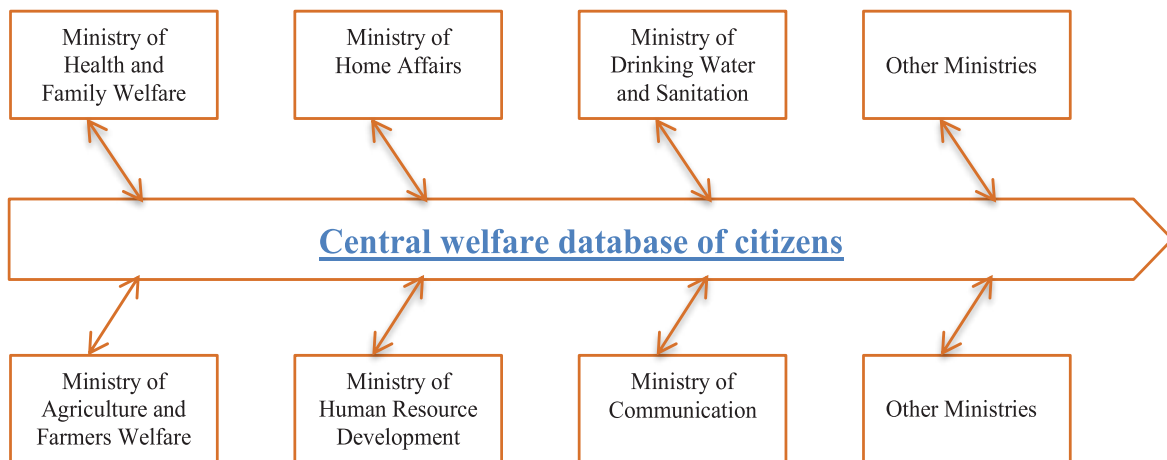 Ministry of
Health and
Family Welfare
Ministry of
Home Affairs
Ministry of
Drinking Water
and Sanitation
Other Ministries
Central welfare database of citizens
Ministry of
Agriculture and
Farmers Welfare
Ministry of
Human Resource
Development
Ministry of
Communication
Other Ministries